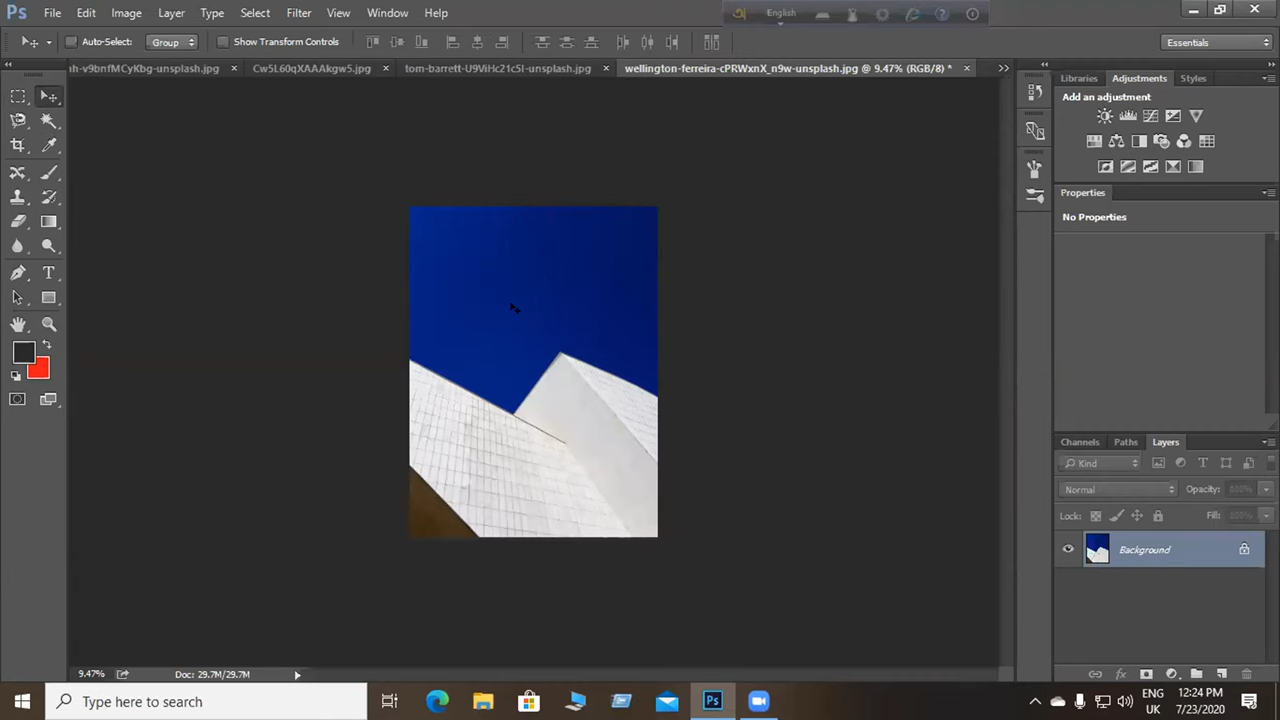 Ps File Edit Image Layer Type Select Filter View Window Help
English
Auto-Select: Group Show Transform Controls Essentials
ah-v9bnfMCyKbg-unsplash.jpg Cw5L60qXAAAkgw5.jpg tom-barrett-U9ViHc21cSI-unsplash.jpg wellington-ferreira-cPRWxnX_n9w-unsplash.jpg @ 9.47% (RGB/8) *
Libraries Adjustments Styles
Add an adjustment
Properties
No Properties
Channels Paths Layers
Kind
Normal Opacity:
Lock: Fill:
Background
9.47% Doc: 29.7M/29.7M
Type here to search
Ps
ENG 12:24 PM
UK 7/23/2020